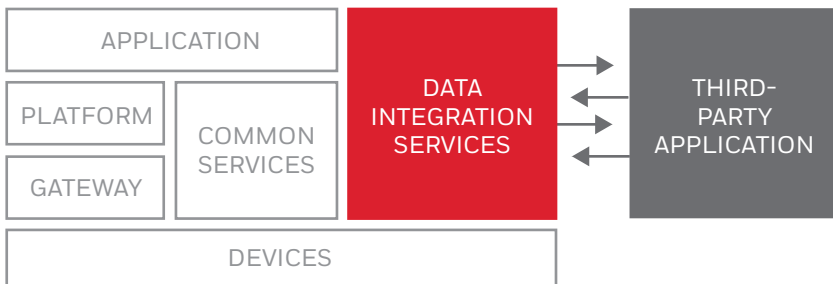 APPLICATION
PLATFORM
GATEWAY
COMMON
SERVICES
DATA
INTEGRATION
SERVICES
THIRD-
PARTY
APPLICATION
DEVICES